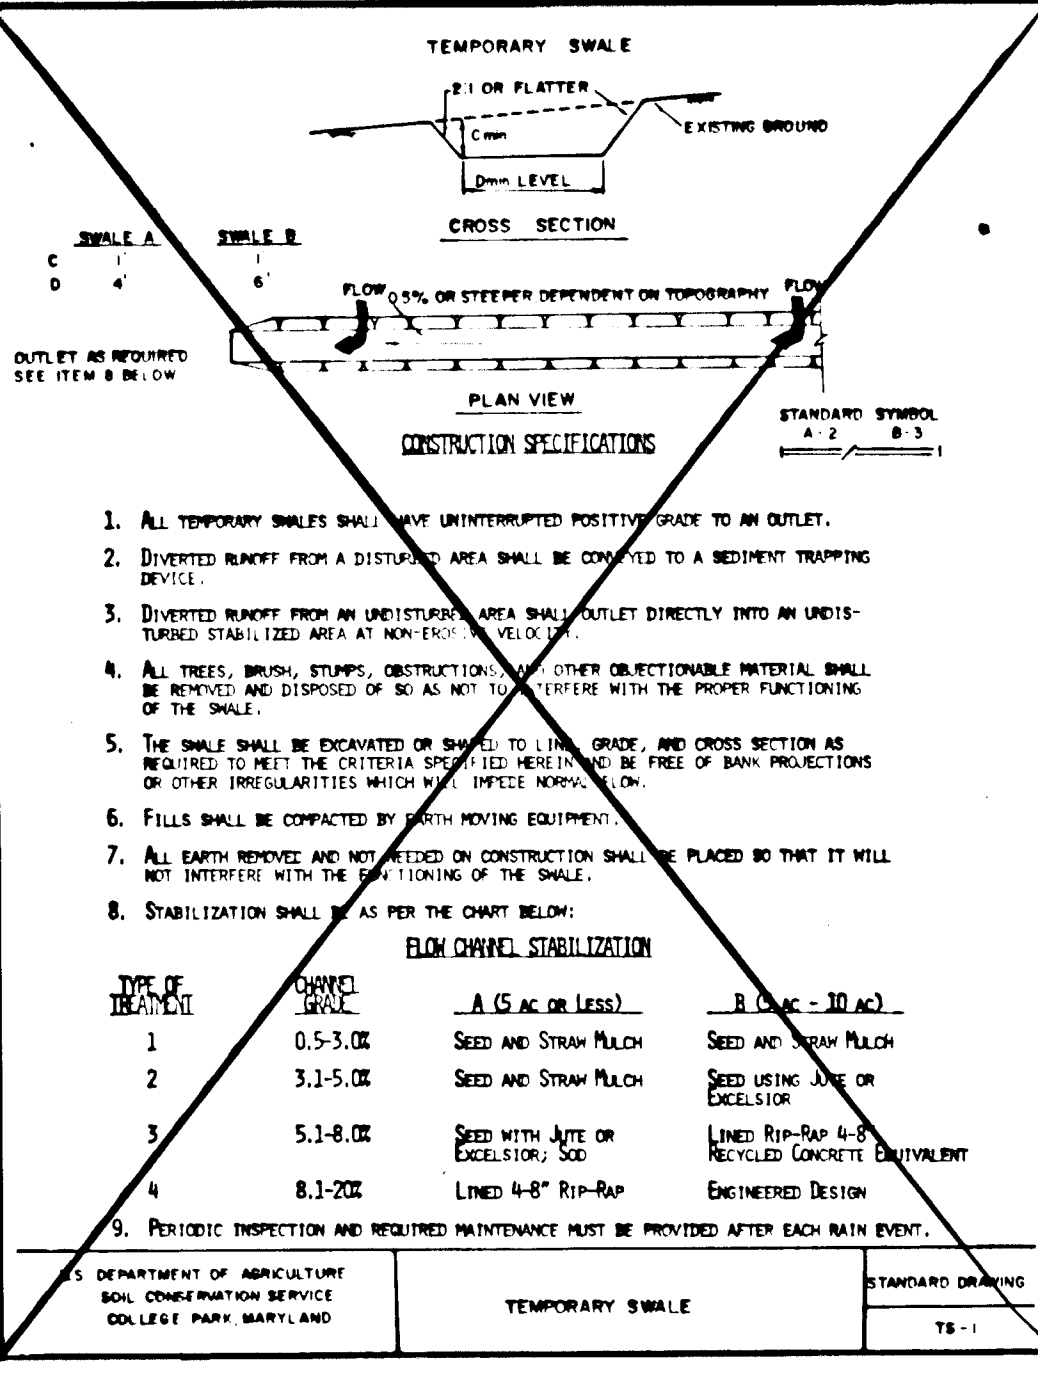 TEMPORARY SWALE
2:1 OR FLATTER
EXISTING GROUND
C min
Dmin LEVEL
CROSS SECTION
SWALE A SWALE B
C 1' 1'
D 4' 6'
FLOW 0.5% OR STEEPER DEPENDENT ON TOPOGRAPHY FLOW
OUTLET AS REQUIRED
SEE ITEM 8 BELOW
PLAN VIEW
STANDARD SYMBOL
A-2 B-3
CONSTRUCTION SPECIFICATIONS
1. ALL TEMPORARY SWALES SHALL HAVE UNINTERRUPTED POSITIVE GRADE TO AN OUTLET.
2. DIVERTED RUNOFF FROM A DISTURBED AREA SHALL BE CONVEYED TO A SEDIMENT TRAPPING
DEVICE.
3. DIVERTED RUNOFF FROM AN UNDISTURBED AREA SHALL OUTLET DIRECTLY INTO AN UNDIS-
TURBED STABILIZED AREA AT NON-EROSIVE VELOCITY.
4. ALL TREES, BRUSH, STUMPS, OBSTRUCTIONS, AND OTHER OBJECTIONABLE MATERIAL SHALL
BE REMOVED AND DISPOSED OF SO AS NOT TO INTERFERE WITH THE PROPER FUNCTIONING
OF THE SWALE.
5. THE SWALE SHALL BE EXCAVATED OR SHAPED TO LINE, GRADE, AND CROSS SECTION AS
REQUIRED TO MEET THE CRITERIA SPECIFIED HEREIN AND BE FREE OF BANK PROJECTIONS
OR OTHER IRREGULARITIES WHICH WILL IMPEDE NORMAL FLOW.
6. FILLS SHALL BE COMPACTED BY EARTH MOVING EQUIPMENT.
7. ALL EARTH REMOVED AND NOT NEEDED ON CONSTRUCTION SHALL BE PLACED SO THAT IT WILL
NOT INTERFERE WITH THE FUNCTIONING OF THE SWALE.
8. STABILIZATION SHALL BE AS PER THE CHART BELOW:
FLOW CHANNEL STABILIZATION
TYPE OF CHANNEL
TREATMENT GRADE A (5 AC OR LESS) B (5 AC - 10 AC)
1 0.5-3.0% SEED AND STRAW MULCH SEED AND STRAW MULCH
2 3.1-5.0% SEED AND STRAW MULCH SEED USING JUTE OR
EXCELSIOR
3 5.1-8.0% SEED WITH JUTE OR LINED RIP-RAP 4-8"
EXCELSIOR; SOD RECYCLED CONCRETE EQUIVALENT
4 8.1-20% LINED 4-8" RIP-RAP ENGINEERED DESIGN
9. PERIODIC INSPECTION AND REQUIRED MAINTENANCE MUST BE PROVIDED AFTER EACH RAIN EVENT.
US DEPARTMENT OF AGRICULTURE
SOIL CONSERVATION SERVICE
COLLEGE PARK, MARYLAND
TEMPORARY SWALE
STANDARD DRAWING
TS-1